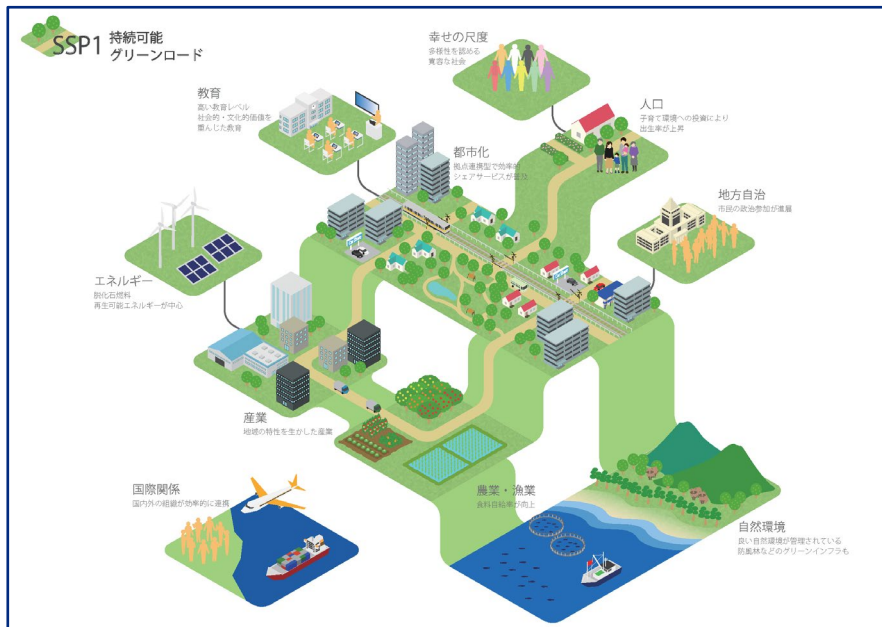 SSP1 持続可能
グリーンロード
幸せの尺度
多様性を認める
寛容な社会
教育
高い教育レベル
社会的・文化的価値を
重んじた教育
人口
子育て環境への投資により
出生率が上昇
都市化
拠点連携型で効率的
シェアサービスが普及
地方自治
市民の政治参加が進展
エネルギー
脱化石燃料
再生可能エネルギーが中心
産業
地域の特性を生かした産業
国際関係
国内外の組織が効率的に連携
農業・漁業
食料自給率が向上
自然環境
良い自然環境が管理されている
防風林などのグリーンインフラも